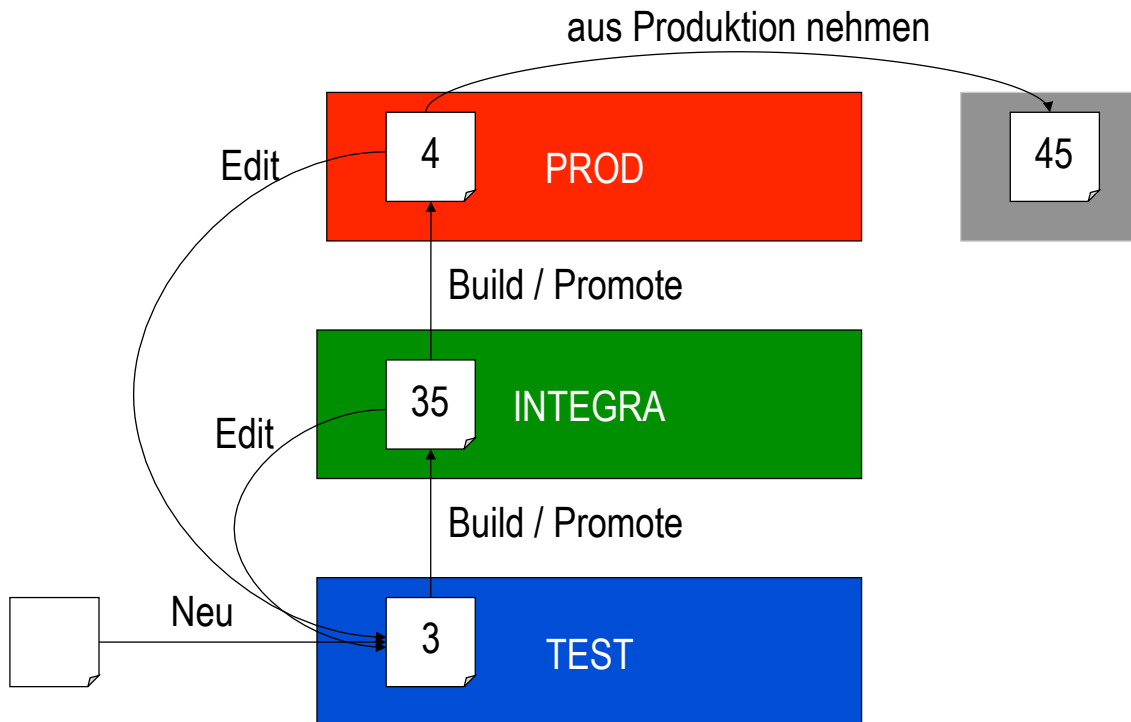 aus Produktion nehmen
Edit
4
PROD
45
Build / Promote
35
INTEGRA
Edit
Build / Promote
Neu
3
TEST